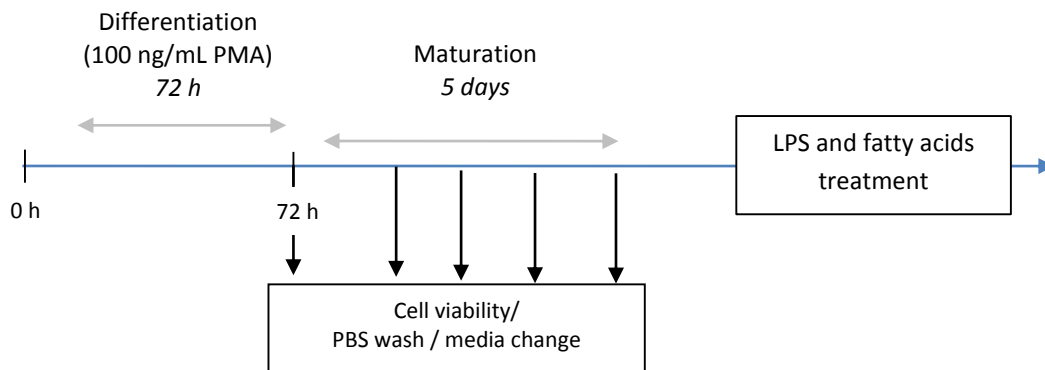 Differentiation
(100 ng/mL PMA)
72 h
Maturation
5 days
LPS and fatty acids
treatment
0 h
72 h
Cell viability/
PBS wash / media change